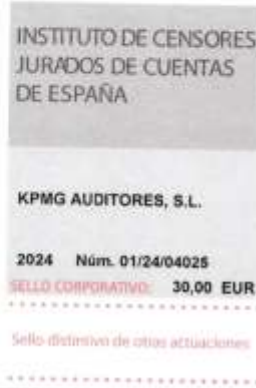 INSTITUTO DE CENSORES
JURADOS DE CUENTAS
DE ESPAÑA
KPMG AUDITORES, S.L.
2024 Núm. 01/24/04025
SELLO CORPORATIVO: 30,00 EUR
Sello distintivo de otras actuaciones